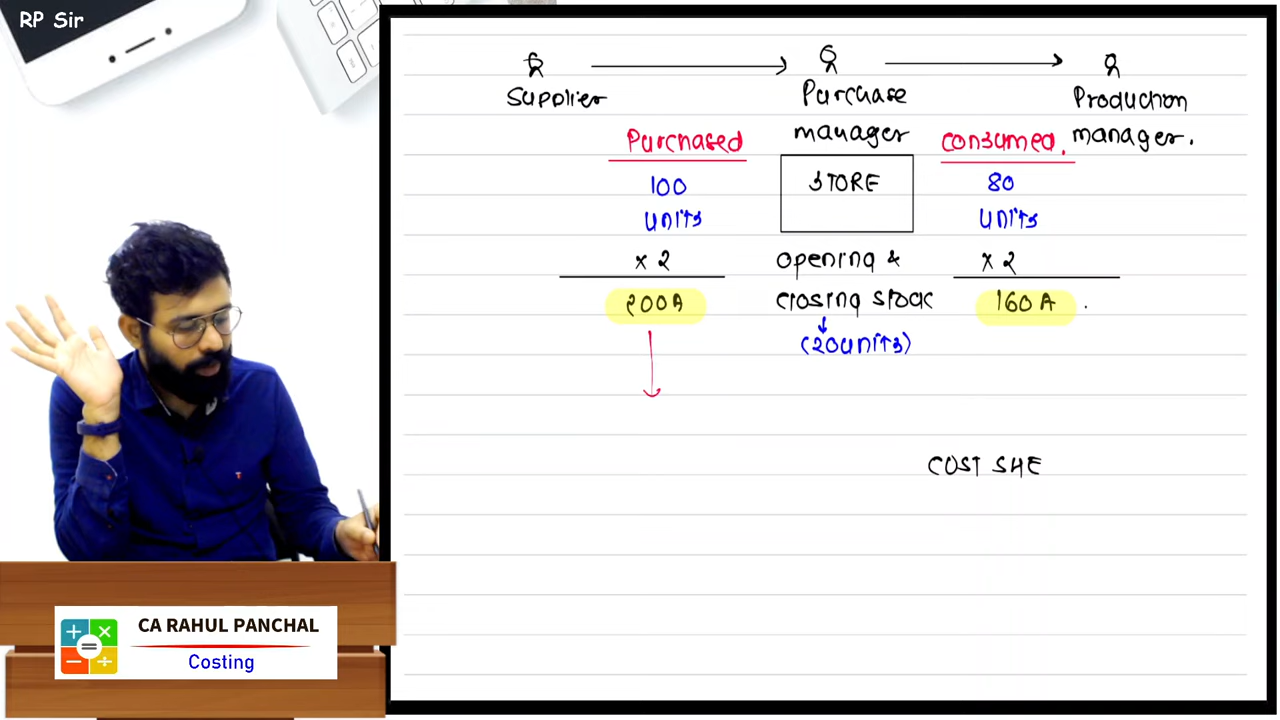 RP Sir
Supplier
Purchase
manager
Production
manager.
Purchased
100
units
x 2
200A
STORE
opening &
closing stock
(20units)
consumed.
80
units
x 2
160A
COST SHE
CA RAHUL PANCHAL
Costing